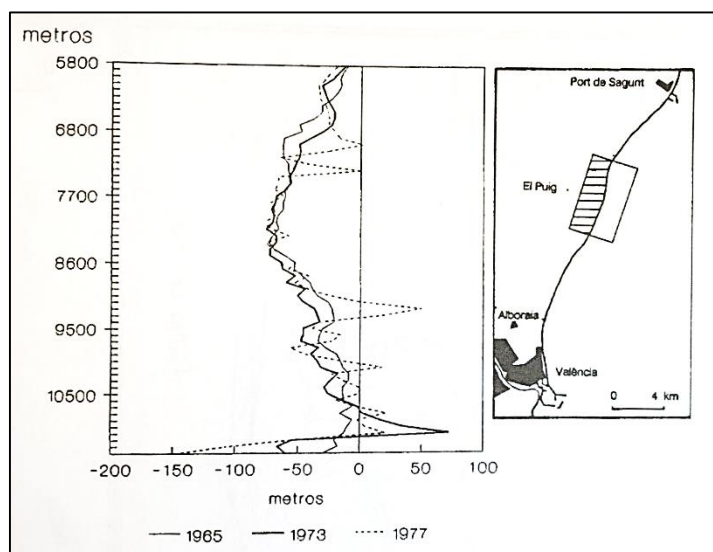 metros
5800
6800
7700
8600
9500
10500
-200 -150 -100 -50 0 50 100
metros
1965 1973 1977
Port de Sagunt
El Puig
Alboraia
València
0 4 km